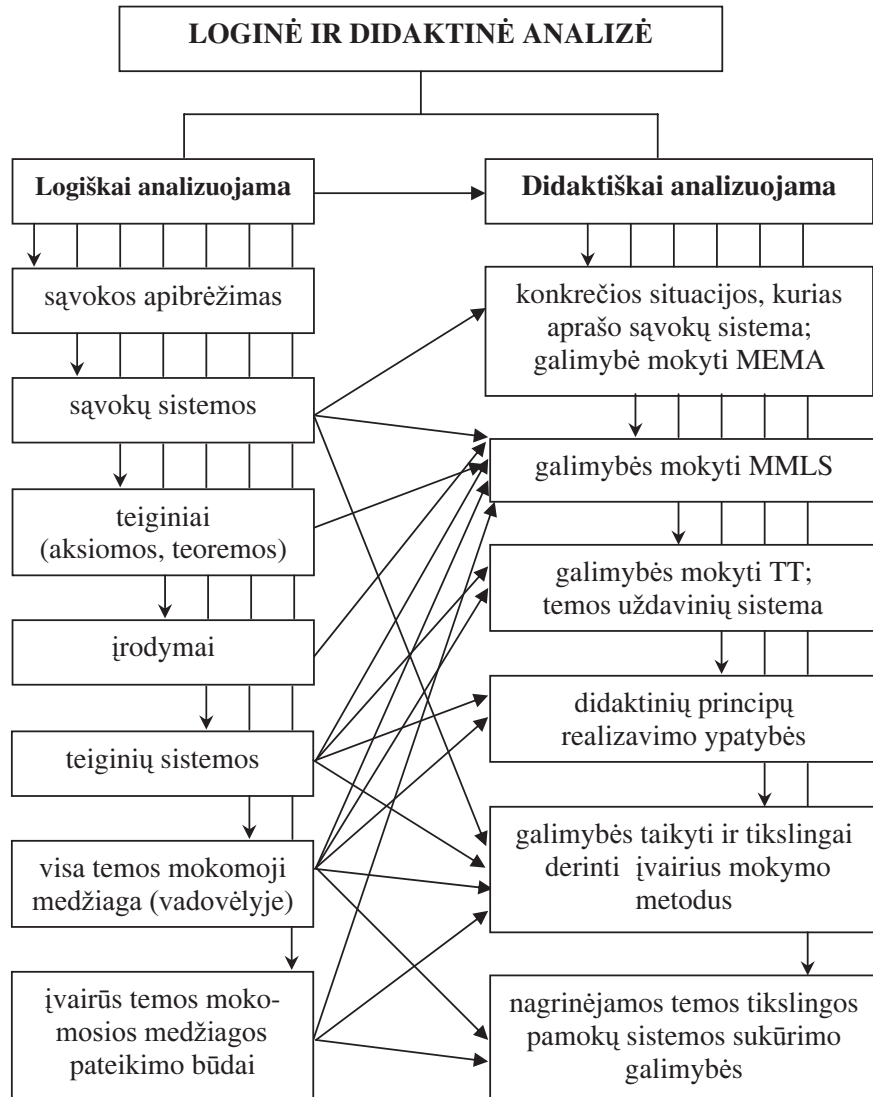 LOGINĖ IR DIDAKTINĖ ANALIZĖ
Logiškai analizuojama
sąvokos apibrėžimas
sąvokų sistemos
teiginiai
(aksiomos, teoremos)
įrodymai
teiginių sistemos
visa temos mokomoji
medžiaga (vadovėlyje)
įvairūs temos moko-
mosios medžiagos
pateikimo būdai
Didaktiškai analizuojama
konkrečios situacijos, kurias
aprašo sąvokų sistema;
galimybė mokyti MEMA
galimybės mokyti MMLS
galimybės mokyti TT;
temos uždavinių sistema
didaktinių principų
realizavimo ypatybės
galimybės taikyti ir tikslingai
derinti įvairius mokymo
metodus
nagrinėjamos temos tikslingos
pamokų sistemos sukūrimo
galimybės